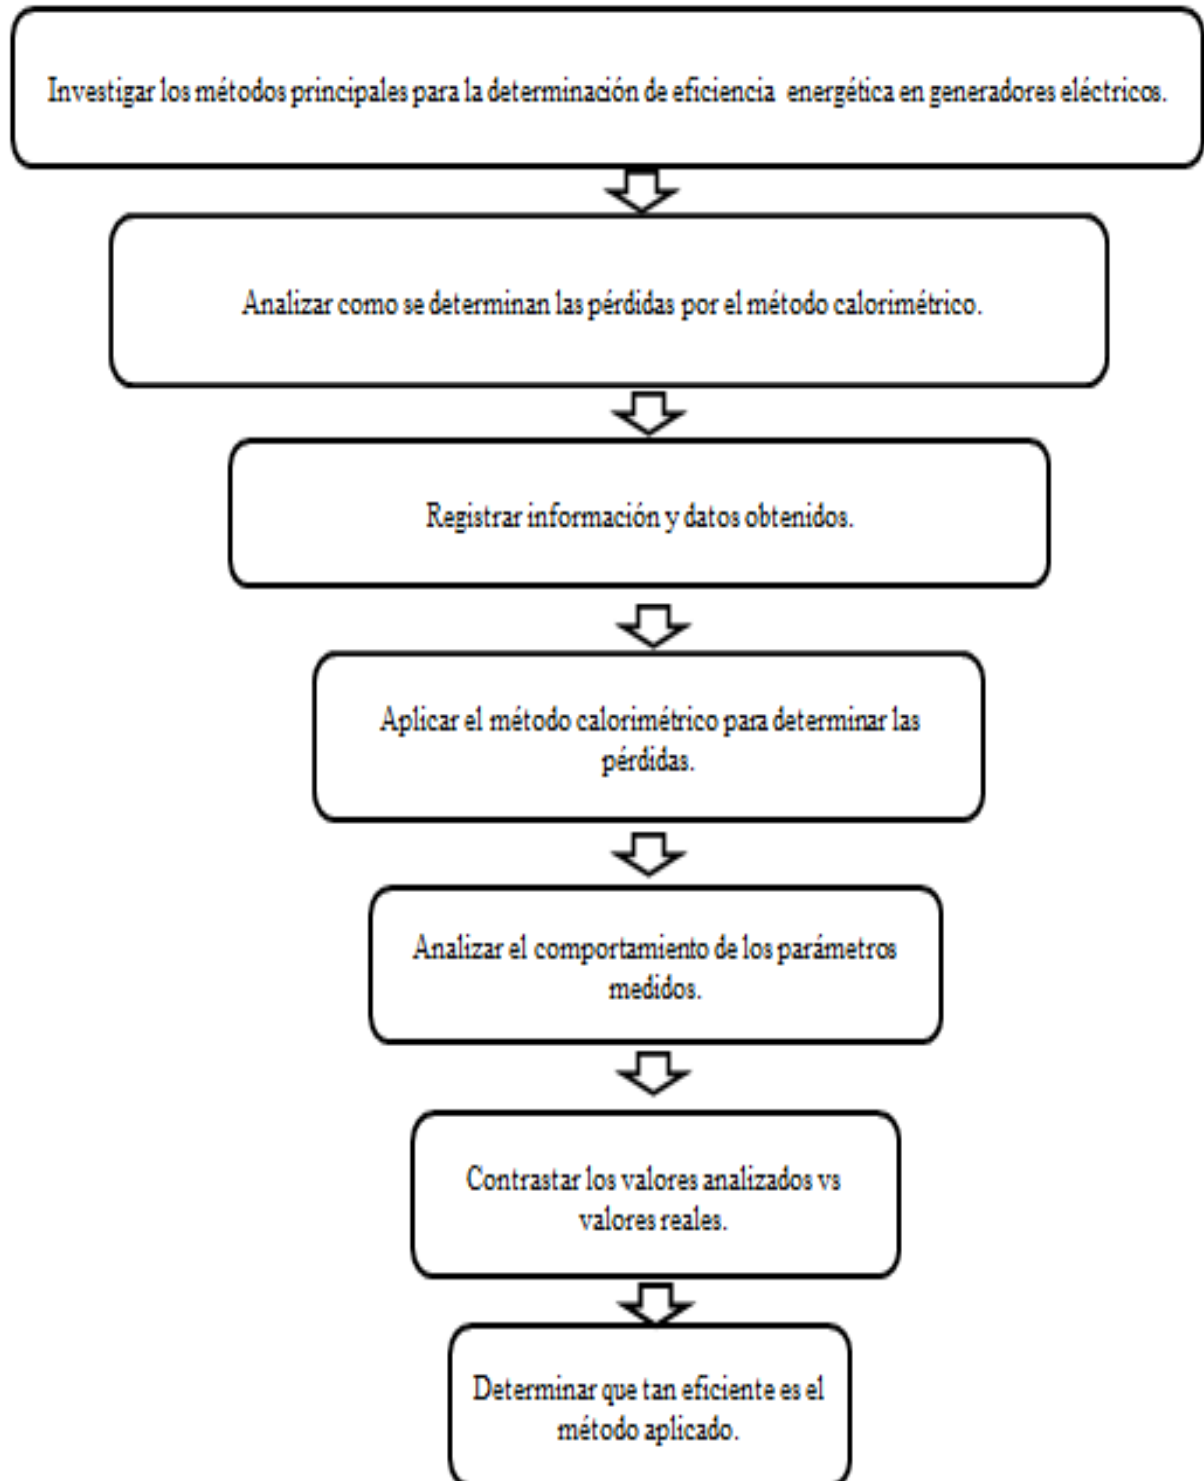 Investigar los métodos principales para la determinación de eficiencia energética en generadores eléctricos.
Analizar como se determinan las pérdidas por el método calorimétrico.
Registrar información y datos obtenidos.
Aplicar el método calorimétrico para determinar las
pérdidas.
Analizar el comportamiento de los parámetros
medidos.
Contrastar los valores analizados vs
valores reales.
Determinar que tan eficiente es el
método aplicado.